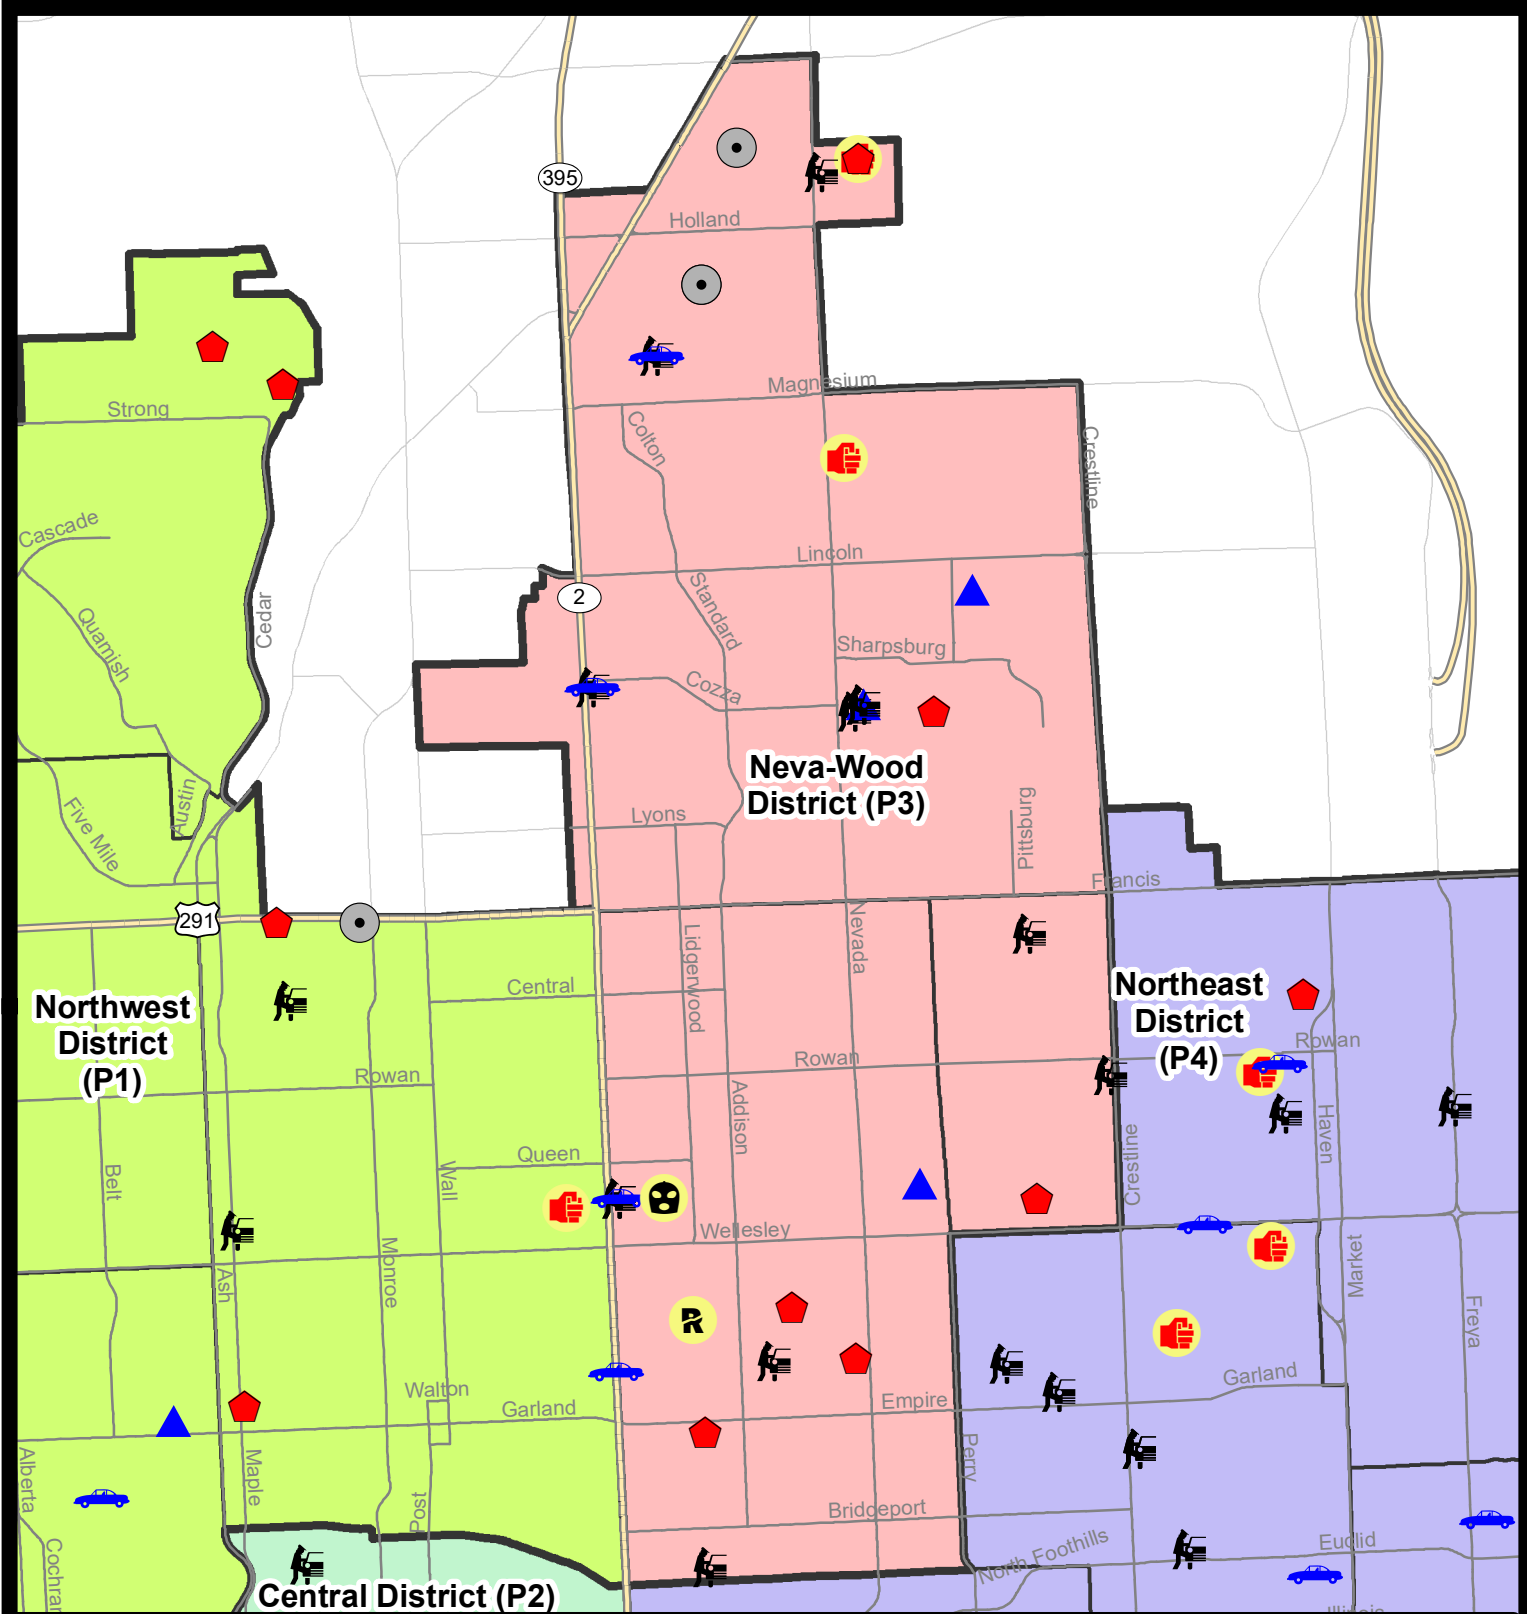 395
Holland
Magnesium
Strong
Colton
Crestline
Cascade
Lincoln
2
Standard
Quamish
Cedar
Sharpsburg
Cozza
Neva-Wood
District (P3)
Austin
Five Mile
Lyons
Pittsburg
Francis
291
Nevada
Lidgerwood
Central
Northwest
District
(P1)
Northeast
District
(P4)
Rowan
Rowan
Rowan
Addison
Haven
Crestline
Queen
Belt
Wall
Wellesley
Monroe
Ash
Market
Freya
R
Garland
Walton
Garland
Empire
Perry
Alberta
Maple
Post
Bridgeport
North Foothills
Euclid
Cochran
Central District (P2)